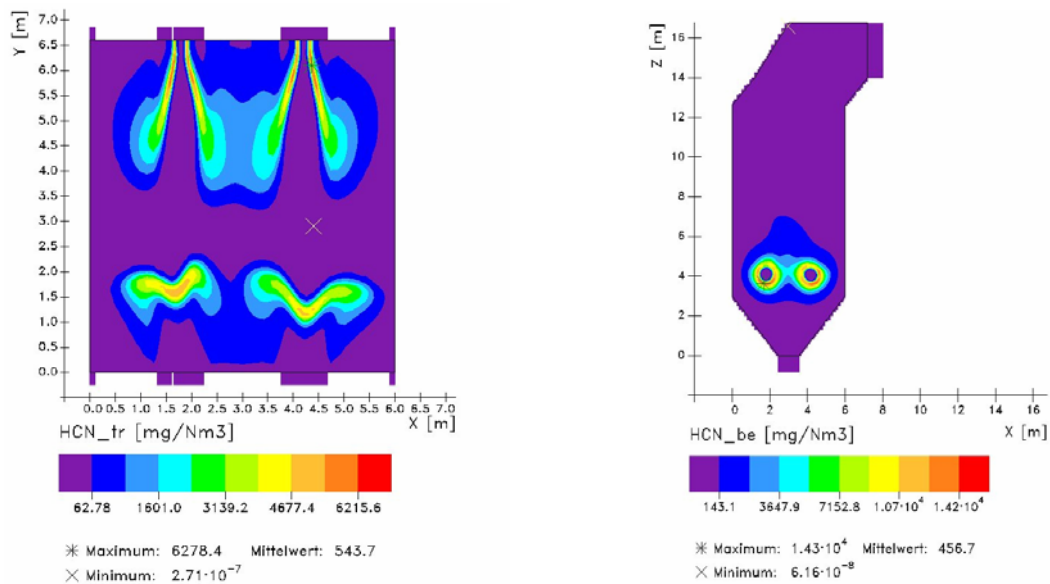 7.0
Y [m]
6.0
5.5
5.0
4.5
4.0
3.5
3.0
2.5
2.0
1.5
1.0
0.5
0.0
0.0 0.5 1.0 1.5 2.0 2.5 3.0 3.5 4.0 4.5 5.0 5.5 6.0 6.5 7.0
X [m]
HCN_tr [mg/Nm3]
62.78 1601.0 3139.2 4677.4 6215.6
✳ Maximum: 6278.4 Mittelwert: 543.7
× Minimum: 2.71·10⁻⁷
Z [m]
16
14
12
10
8
6
4
2
0
0 2 4 6 8 10 12 14 16
X [m]
HCN_be [mg/Nm3]
143.1 3647.9 7152.8 1.07·10⁴ 1.42·10⁴
✳ Maximum: 1.43·10⁴ Mittelwert: 456.7
× Minimum: 6.16·10⁻⁸